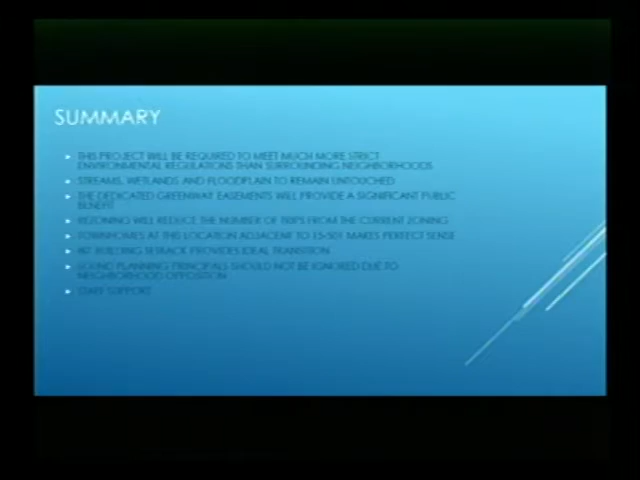 SUMMARY
THIS PROJECT WILL BE REQUIRED TO MEET MUCH MORE STRICT
ENVIRONMENTAL REGULATIONS THAN SURROUNDING NEIGHBORHOODS
STREAMS, WETLANDS AND FLOODPLAIN TO REMAIN UNTOUCHED
THE DEDICATED GREENWAY EASEMENTS WILL PROVIDE A SIGNIFICANT PUBLIC
BENEFIT
REZONING WILL REDUCE THE NUMBER OF TRIPS FROM THE CURRENT ZONING
TOWNHOMES AT THIS LOCATION ADJACENT TO 15-501 MAKES PERFECT SENSE
BUILDING SETBACK PROVIDES IDEAL TRANSITION
SOUND PLANNING PRINCIPALS SHOULD NOT BE IGNORED DUE TO
NEIGHBORHOOD OPPOSITION
STAFF SUPPORT